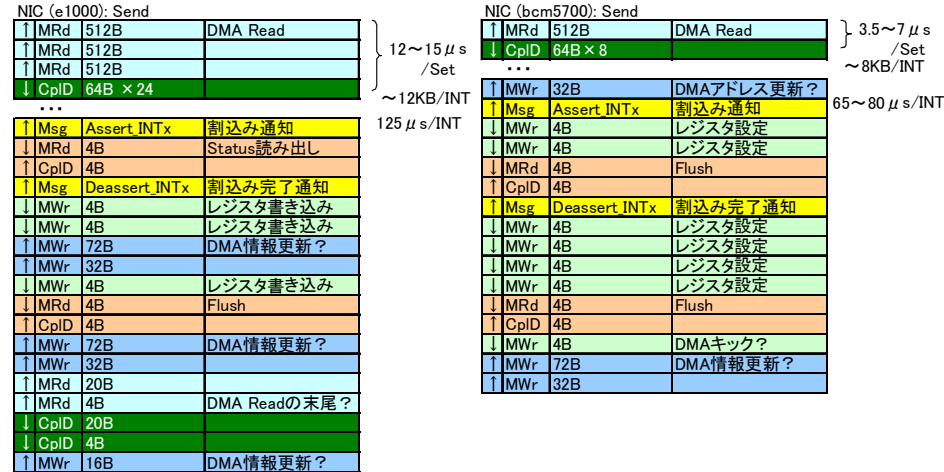 NIC (e1000): Send
↑ MRd 512B DMA Read
↑ MRd 512B
↑ MRd 512B
↓ CplD 64B ×24
・・・
↑ Msg Assert_INTx 割込み通知
↓ MRd 4B Status読み出し
↑ CplD 4B
↑ Msg Deassert_INTx 割込み完了通知
↓ MWr 4B レジスタ書き込み
↓ MWr 4B レジスタ書き込み
↑ MWr 72B DMA情報更新？
↑ MWr 32B
↓ MWr 4B レジスタ書き込み
↓ MRd 4B Flush
↑ CplD 4B
↑ MWr 72B DMA情報更新？
↑ MWr 32B
↑ MRd 20B
↑ MRd 4B DMA Readの末尾？
↓ CplD 20B
↓ CplD 4B
↑ MWr 16B DMA情報更新？
12～15μs
/Set
～12KB/INT
125μs/INT
NIC (bcm5700): Send
↑ MRd 512B DMA Read
↓ CplD 64B×8
・・・
↑ MWr 32B DMAアドレス更新？
↑ Msg Assert_INTx 割込み通知
↓ MWr 4B レジスタ設定
↓ MWr 4B レジスタ設定
↓ MRd 4B Flush
↑ CplD 4B
↑ Msg Deassert_INTx 割込み完了通知
↓ MWr 4B レジスタ設定
↓ MWr 4B レジスタ設定
↓ MWr 4B レジスタ設定
↓ MWr 4B レジスタ設定
↓ MRd 4B Flush
↑ CplD 4B
↓ MWr 4B DMAキック？
↑ MWr 72B DMA情報更新？
↑ MWr 32B
3.5～7μs
/Set
～8KB/INT
65～80μs/INT